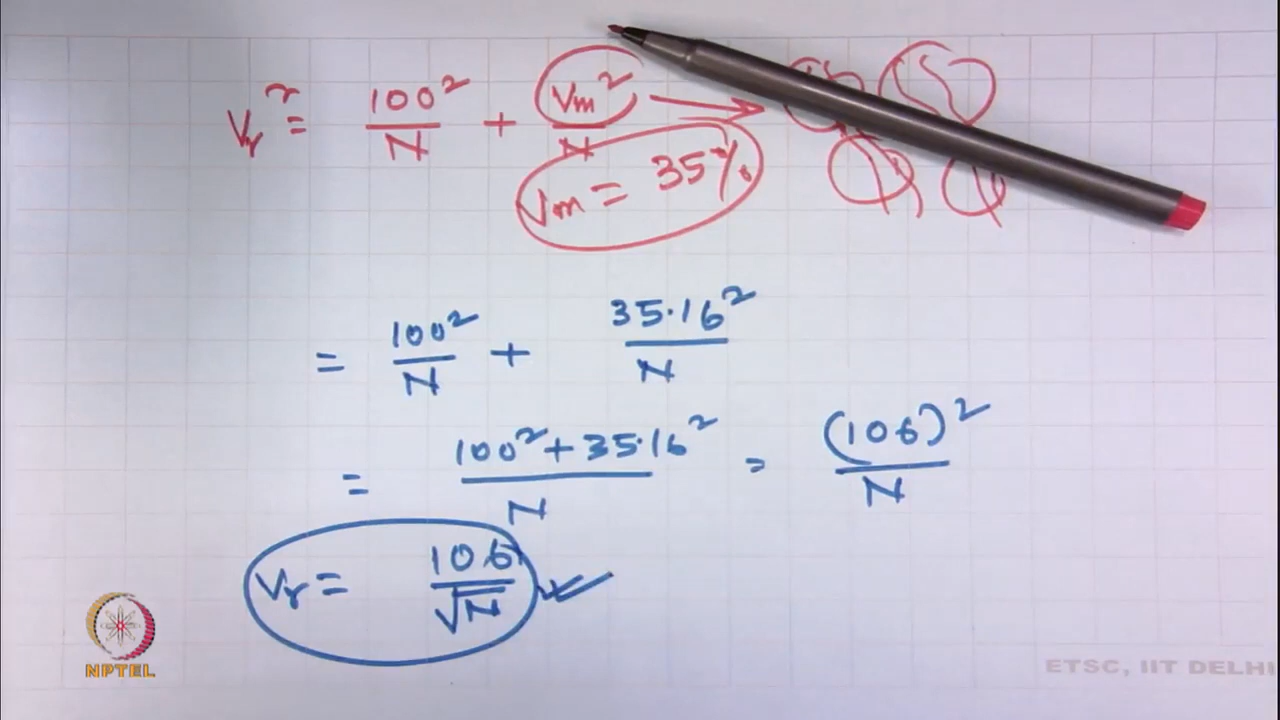 Vr² = 100²/N + Vm²/N
Vm = 35%
= 100²/N + 35.16²/N
= 100² + 35.16²/N = (106)²/N
Vr = 106/√N
NPTEL
ETSC, IIT DELHI